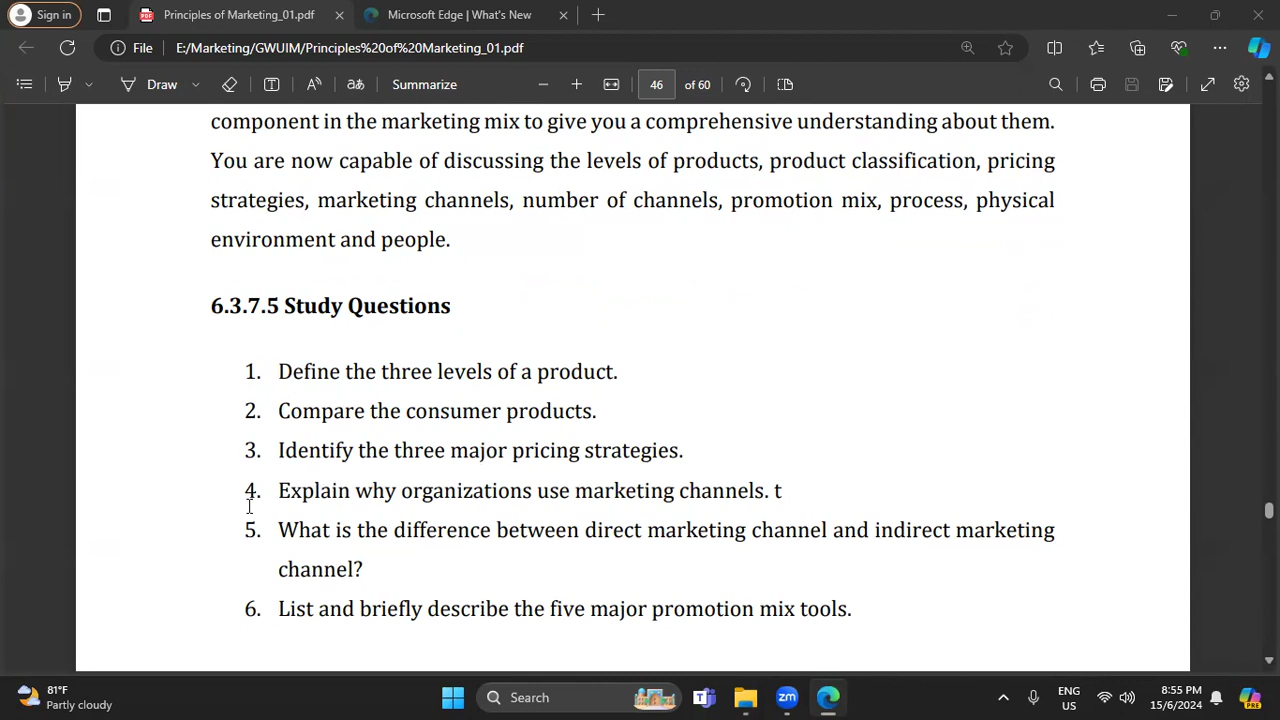 Sign in
Principles of Marketing_01.pdf
Microsoft Edge | What's New
File
E:/Marketing/GWUIM/Principles%20of%20Marketing_01.pdf
Draw
aあ
Summarize
46
of 60
component in the marketing mix to give you a comprehensive understanding about them.
You are now capable of discussing the levels of products, product classification, pricing
strategies, marketing channels, number of channels, promotion mix, process, physical
environment and people.
6.3.7.5 Study Questions
1. Define the three levels of a product.
2. Compare the consumer products.
3. Identify the three major pricing strategies.
4. Explain why organizations use marketing channels. t
5. What is the difference between direct marketing channel and indirect marketing
channel?
6. List and briefly describe the five major promotion mix tools.
81°F
Partly cloudy
Search
zm
ENG
US
8:55 PM
15/6/2024
PRE